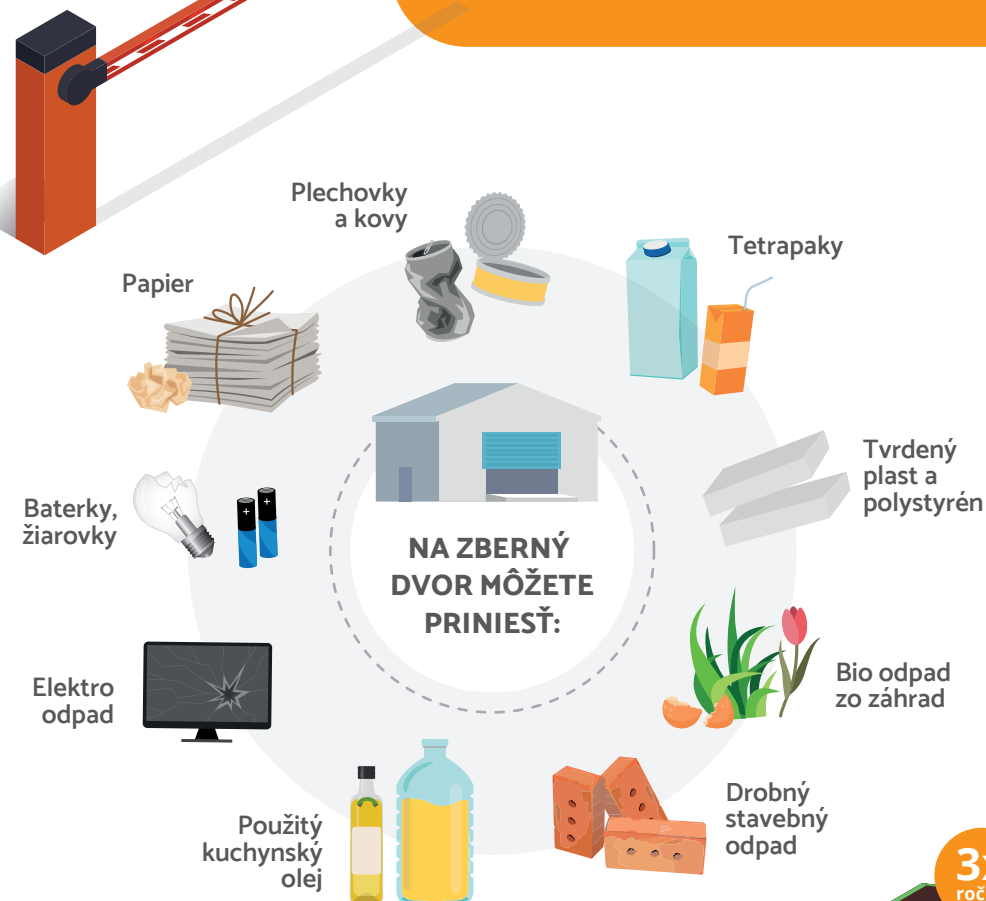 Plechovky
a kovy
Tetrapaky
Papier
Tvrdený
plast a
polystyrén
Baterky,
žiarovky
NA ZBERNÝ
DVOR MÔŽETE
PRINIESŤ:
Bio odpad
zo záhrad
Elektro
odpad
Drobný
stavebný
odpad
Použitý
kuchynský
olej